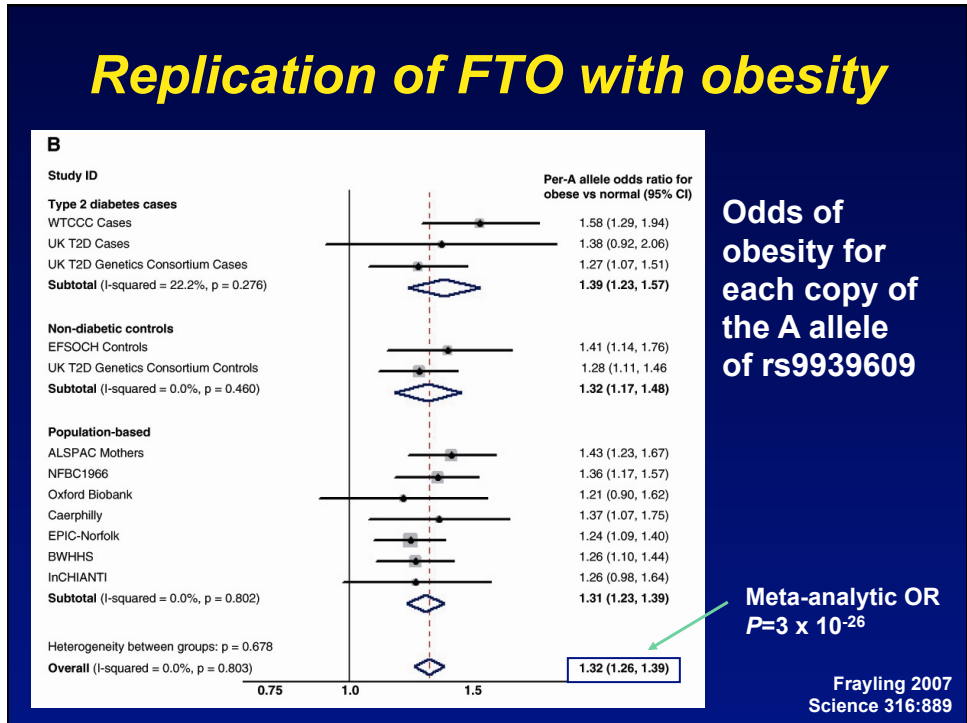 Replication of FTO with obesity
B
Study ID
Per-A allele odds ratio for
obese vs normal (95% CI)
Type 2 diabetes cases
WTCCC Cases 1.58 (1.29, 1.94)
UK T2D Cases 1.38 (0.92, 2.06)
UK T2D Genetics Consortium Cases 1.27 (1.07, 1.51)
Subtotal (I-squared = 22.2%, p = 0.276) 1.39 (1.23, 1.57)
Non-diabetic controls
EFSOCH Controls 1.41 (1.14, 1.76)
UK T2D Genetics Consortium Controls 1.28 (1.11, 1.46
Subtotal (I-squared = 0.0%, p = 0.460) 1.32 (1.17, 1.48)
Population-based
ALSPAC Mothers 1.43 (1.23, 1.67)
NFBC1966 1.36 (1.17, 1.57)
Oxford Biobank 1.21 (0.90, 1.62)
Caerphilly 1.37 (1.07, 1.75)
EPIC-Norfolk 1.24 (1.09, 1.40)
BWHHS 1.26 (1.10, 1.44)
InCHIANTI 1.26 (0.98, 1.64)
Subtotal (I-squared = 0.0%, p = 0.802) 1.31 (1.23, 1.39)
Heterogeneity between groups: p = 0.678
Overall (I-squared = 0.0%, p = 0.803) 1.32 (1.26, 1.39)
0.75 1.0 1.5
Odds of
obesity for
each copy of
the A allele
of rs9939609
Meta-analytic OR
P=3 x 10⁻²⁶
Frayling 2007
Science 316:889